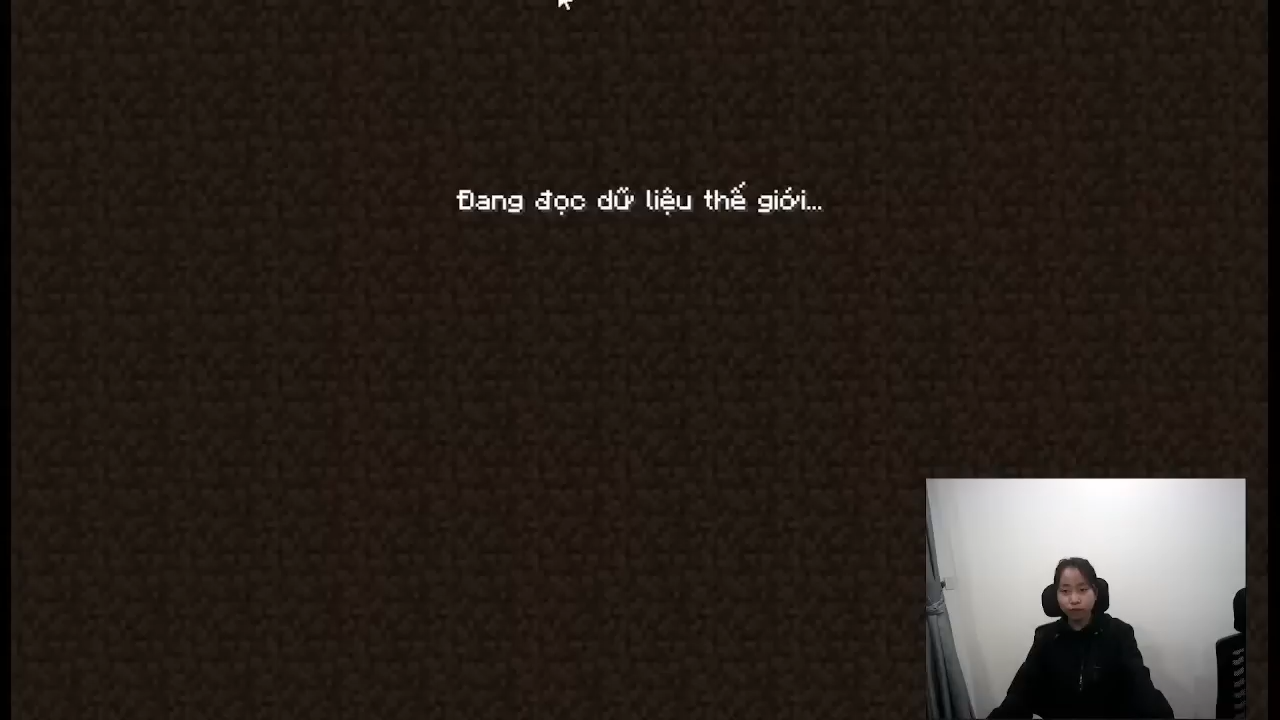 Đang đọc dữ liệu thế giới...